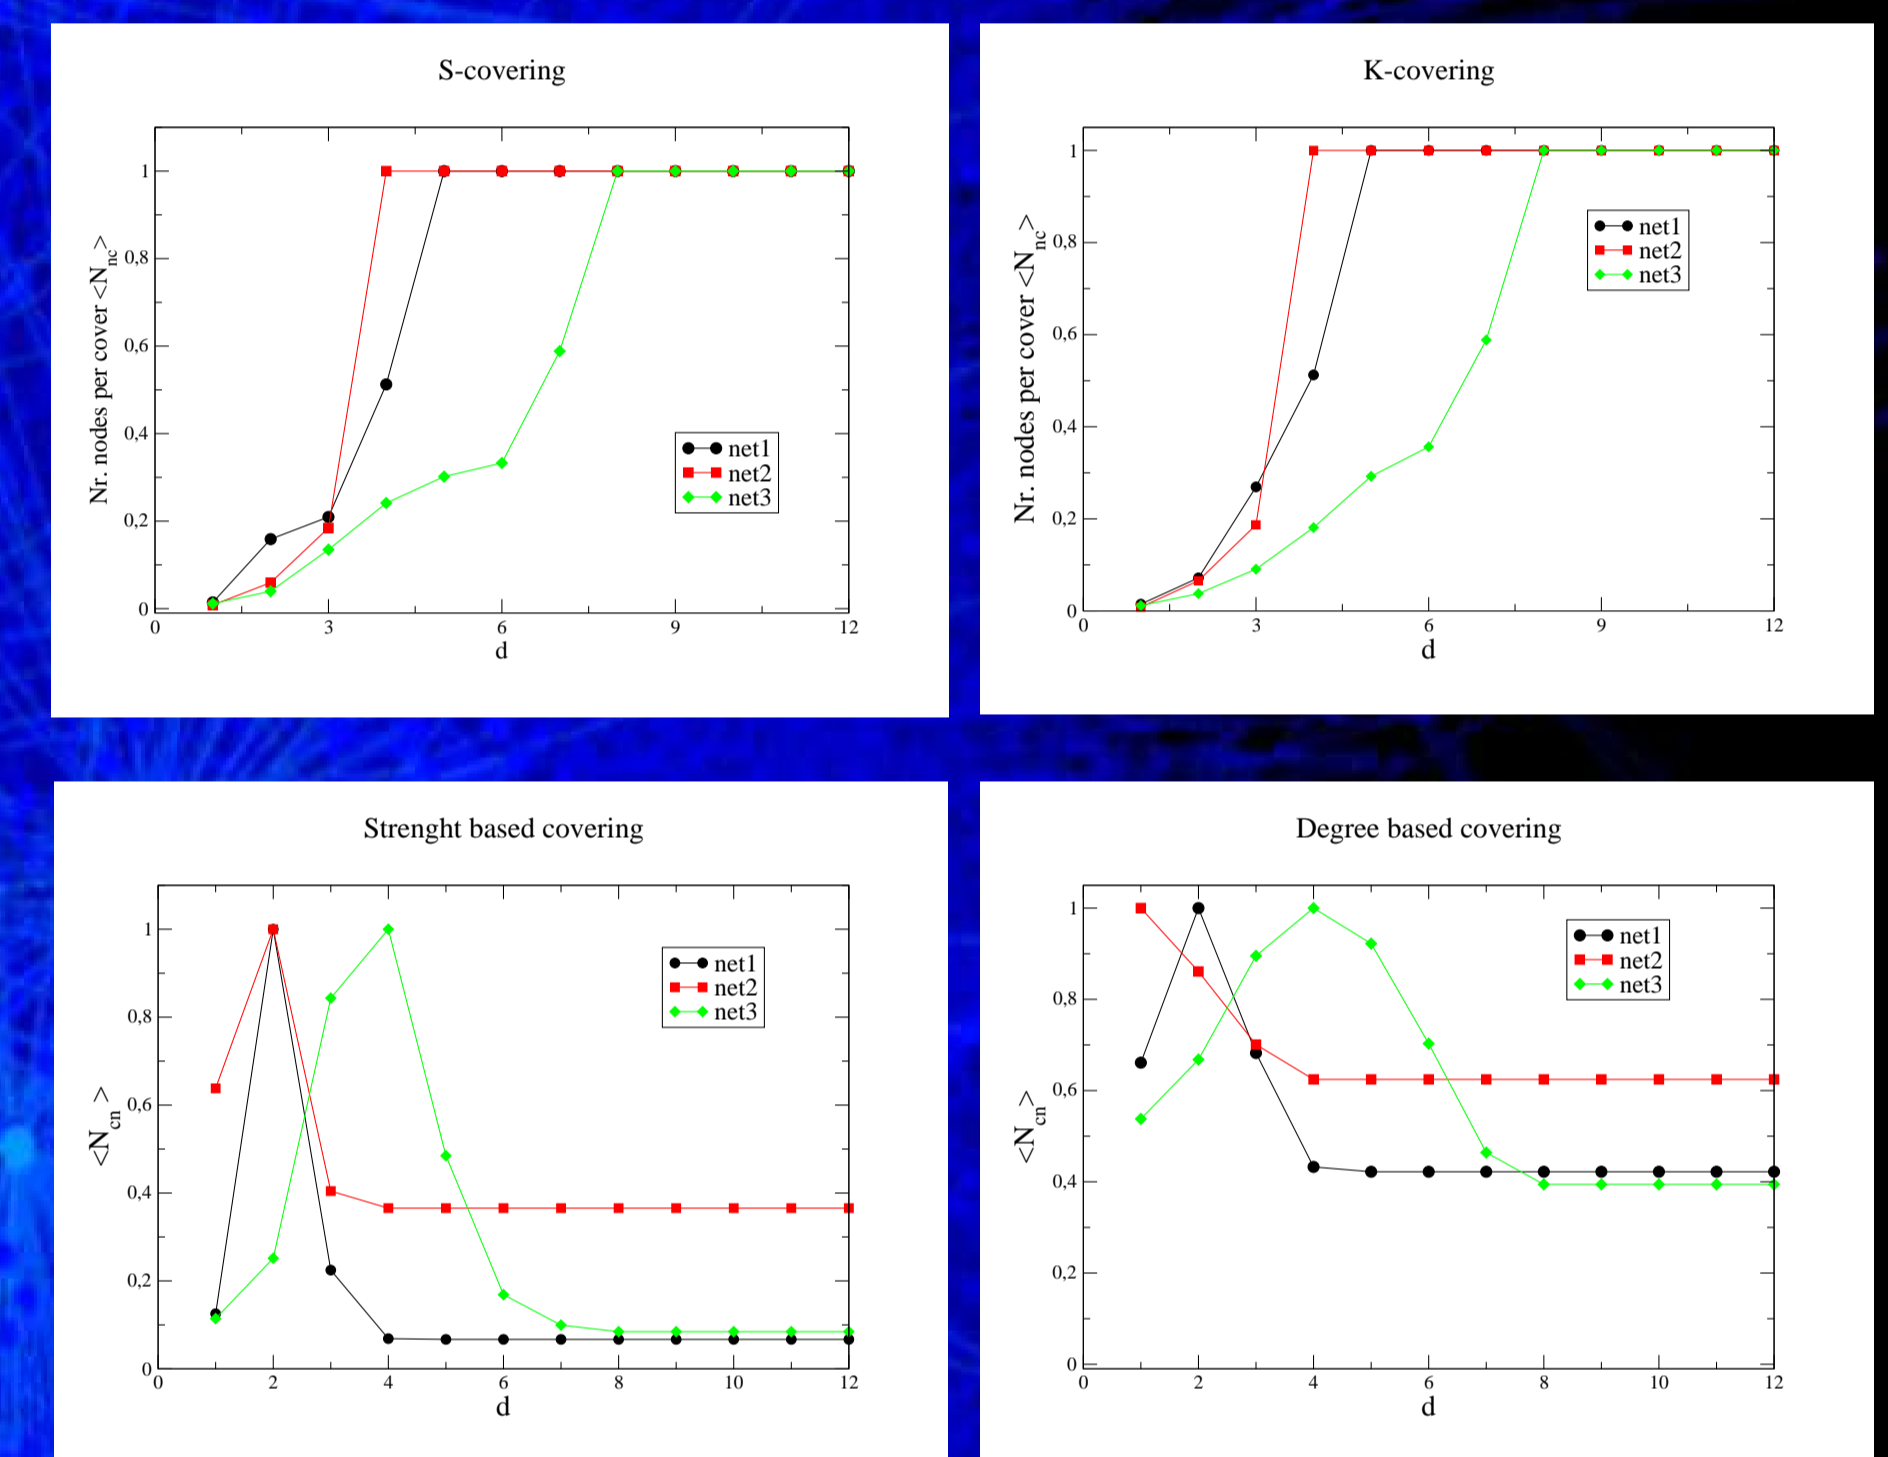 S-covering
Nr. nodes per cover <N_nc>
1
0,8
0,6
0,4
0,2
0
0 3 6 9 12
d
net1
net2
net3
K-covering
Nr. nodes per cover <N_nc>
1
0,8
0,6
0,4
0,2
0
0 3 6 9 12
d
net1
net2
net3
Strenght based covering
<N_cn>
1
0,8
0,6
0,4
0,2
0
0 2 4 6 8 10 12
d
net1
net2
net3
Degree based covering
<N_cn>
1
0,8
0,6
0,4
0,2
0
0 2 4 6 8 10 12
d
net1
net2
net3